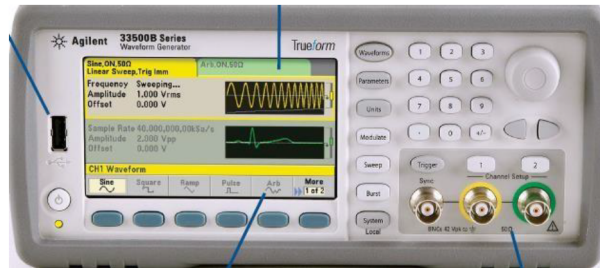 Agilent 33500B Series
Waveform Generator
Trueform
Sine,ON,50Ω
Linear Sweep,Trig Imm
Arb,ON,50Ω
Frequency Sweeping...
Amplitude 1.000 Vrms
Offset 0.000 V
Sample Rate 40.000,000,00kSa/s
Amplitude 2.000 Vpp
Offset 0.000 V
CH1 Waveform
Sine
Square
Ramp
Pulse
Arb
More
1 of 2
Waveforms
Parameters
Units
Modulate
Sweep
Burst
System
Local
1 2 3
4 5 6
7 8 9
. 0 +/-
Trigger 1 2
Sync
Channel Setup
50Ω